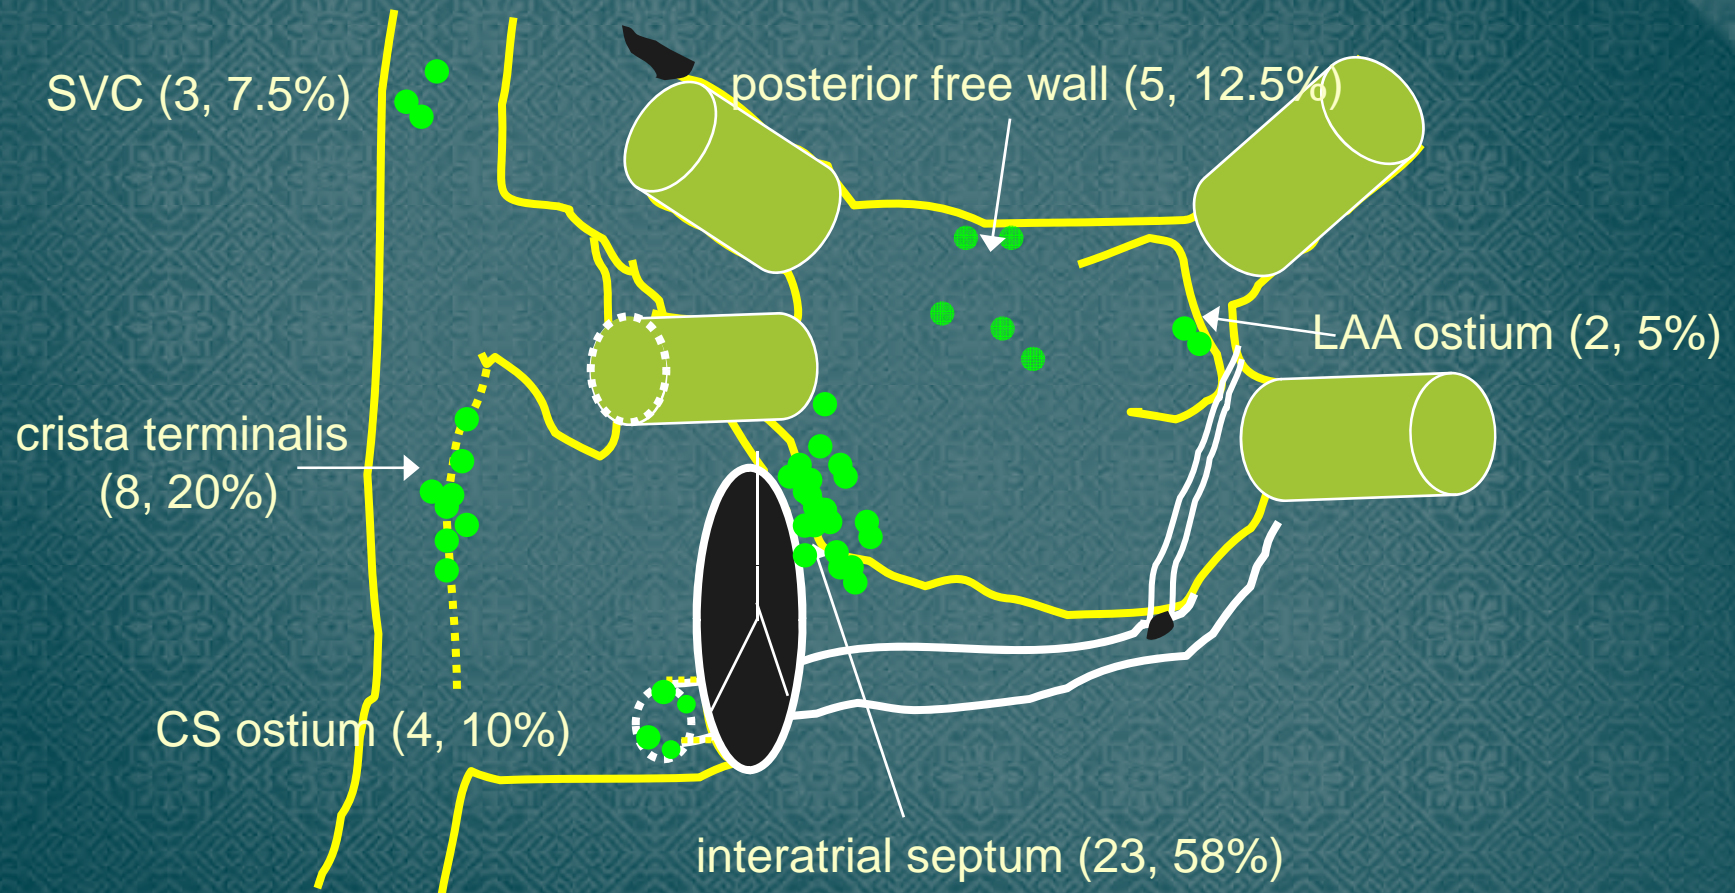 SVC (3, 7.5%)
posterior free wall (5, 12.5%)
LAA ostium (2, 5%)
crista terminalis
(8, 20%)
CS ostium (4, 10%)
interatrial septum (23, 58%)